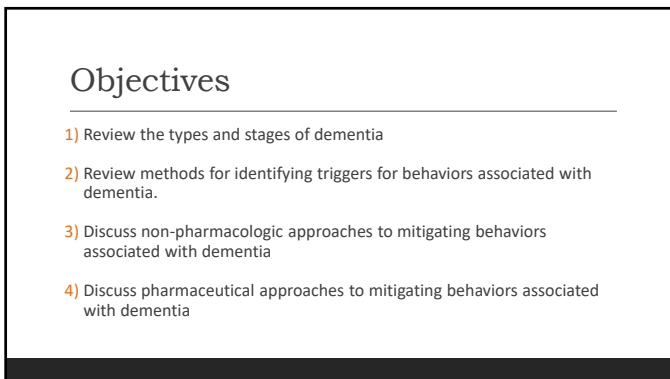 Objectives
1) Review the types and stages of dementia
2) Review methods for identifying triggers for behaviors associated with
dementia.
3) Discuss non-pharmacologic approaches to mitigating behaviors
associated with dementia
4) Discuss pharmaceutical approaches to mitigating behaviors associated
with dementia